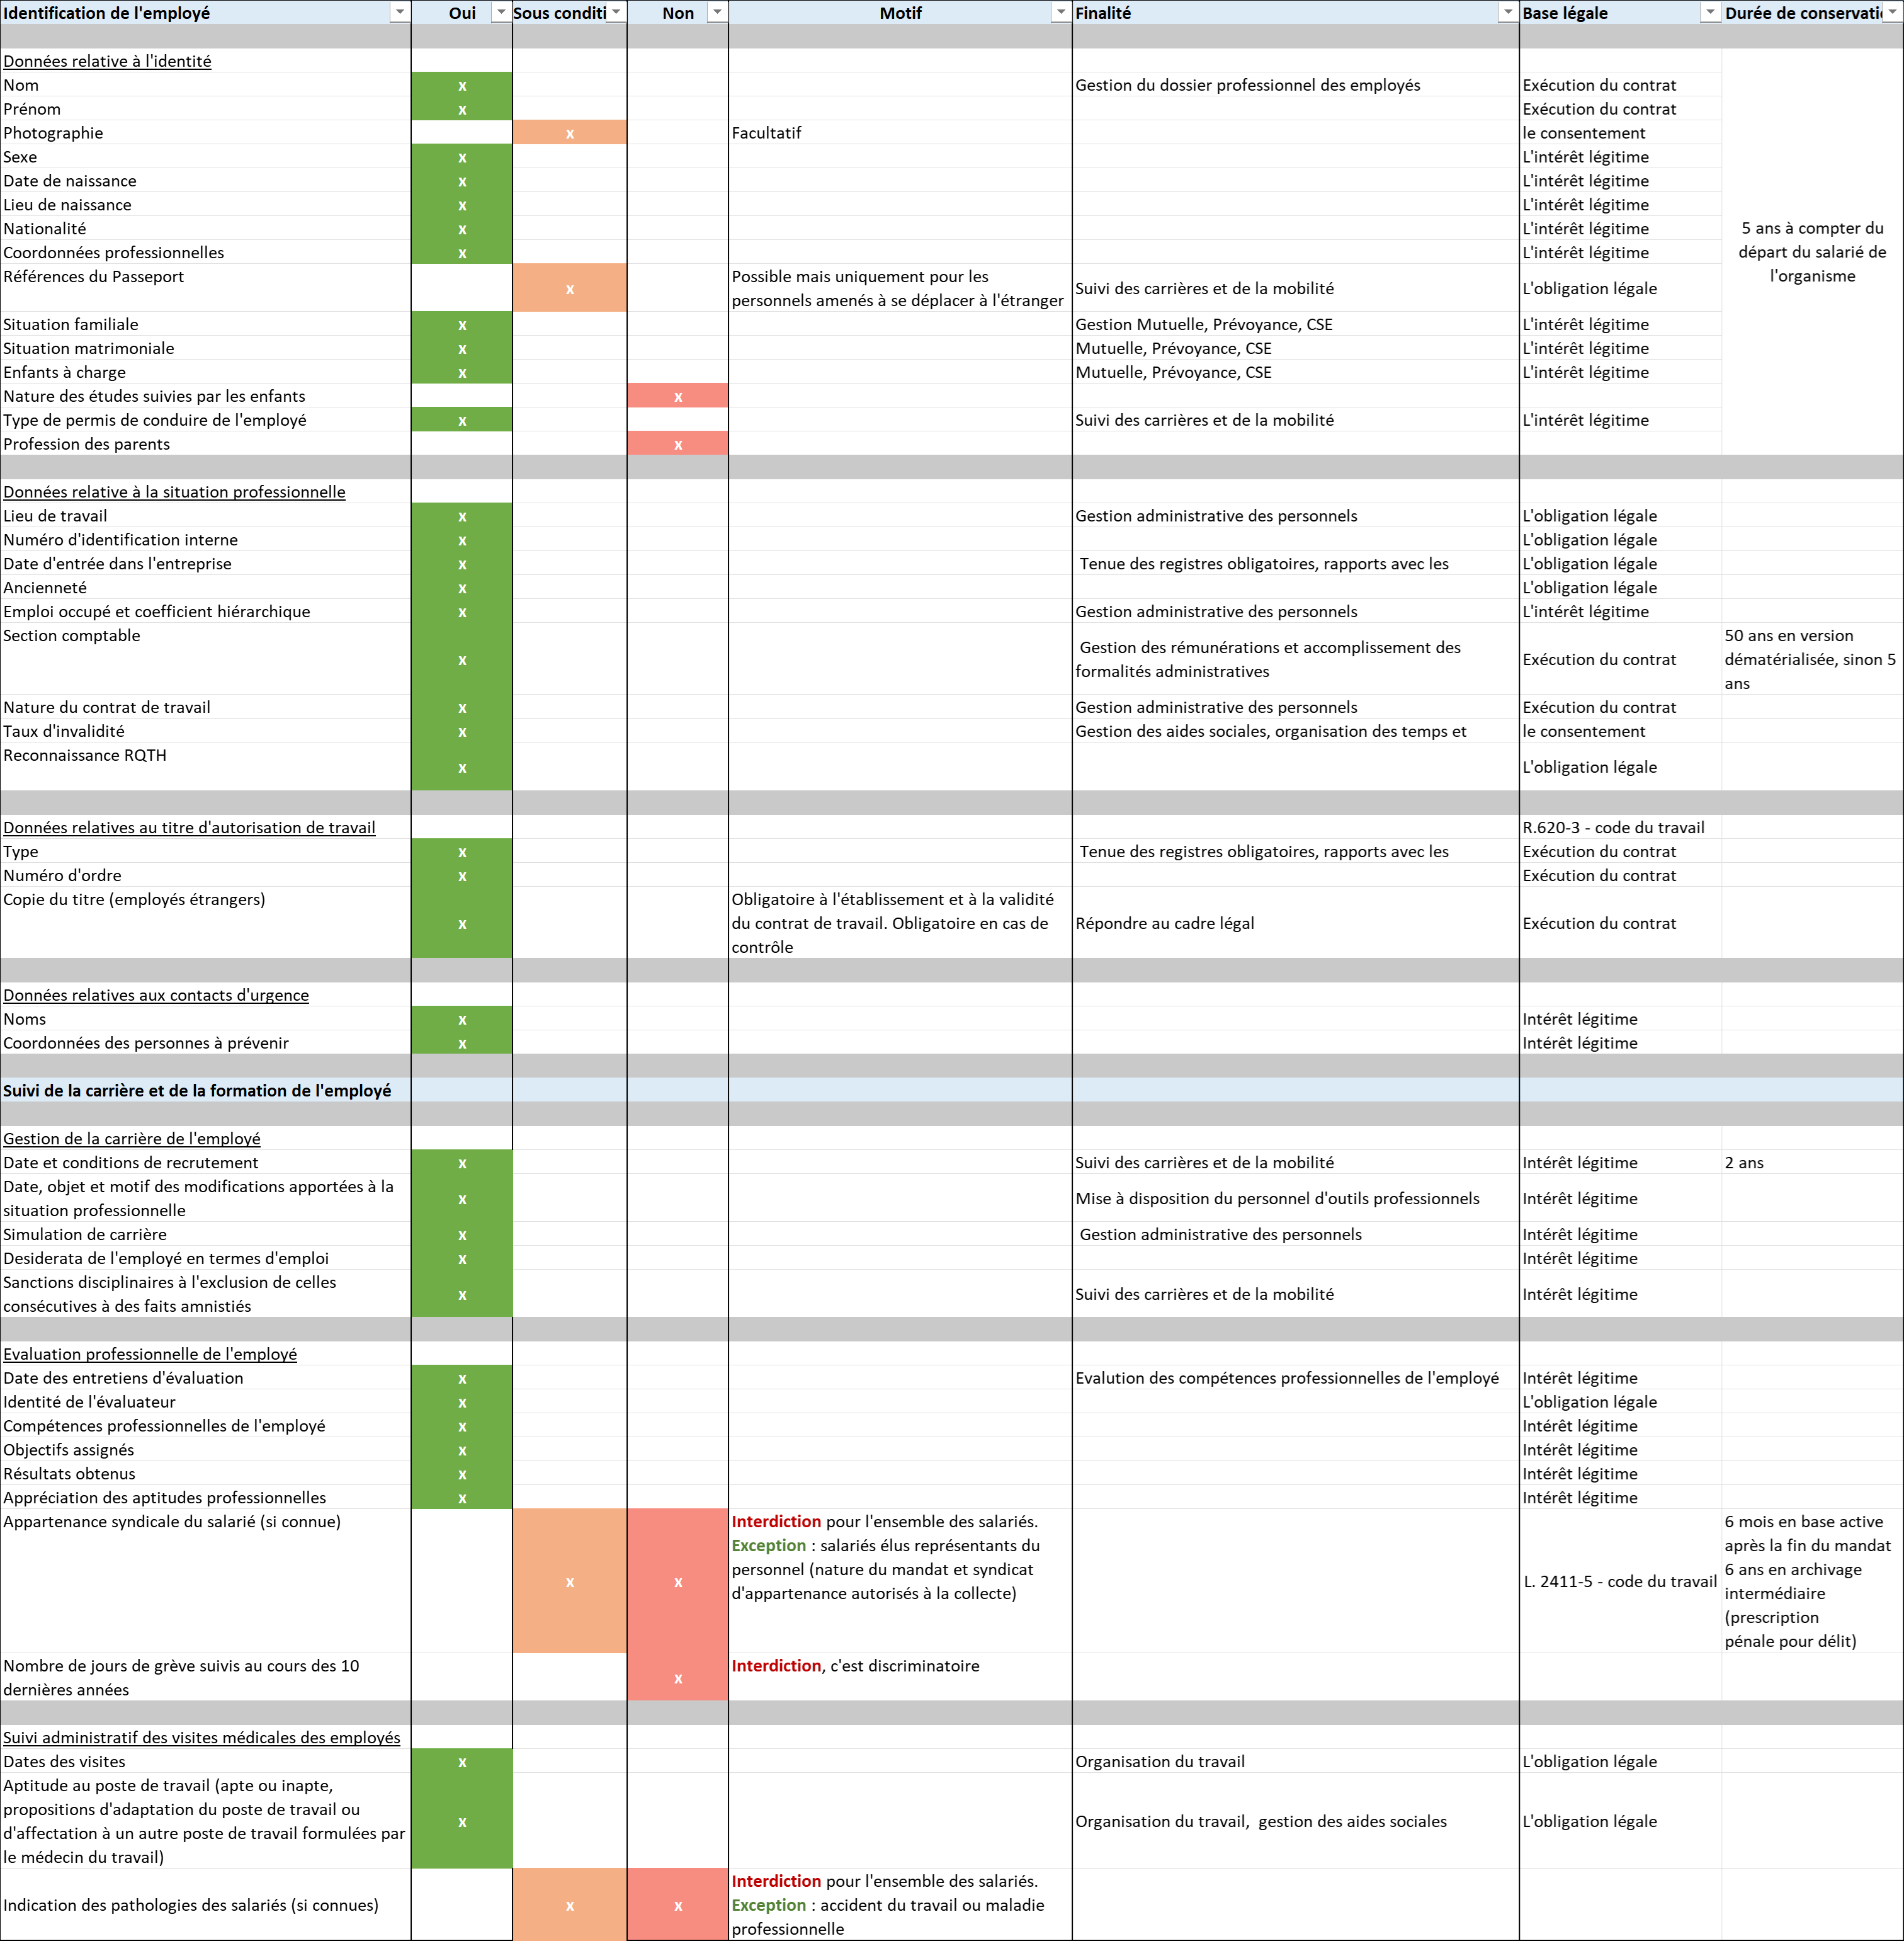 Identification de l'employé Oui Sous conditi Non Motif Finalité Base légale Durée de conservati
Données relative à l'identité
Nom x Gestion du dossier professionnel des employés Exécution du contrat
Prénom x Exécution du contrat
Photographie x Facultatif le consentement
Sexe x L'intérêt légitime
Date de naissance x L'intérêt légitime
Lieu de naissance x L'intérêt légitime
Nationalité x L'intérêt légitime
Coordonnées professionnelles x L'intérêt légitime
5 ans à compter du
départ du salarié de
l'organisme
Références du Passeport x Possible mais uniquement pour les
personnels amenés à se déplacer à l'étranger
Suivi des carrières et de la mobilité L'obligation légale
Situation familiale x Gestion Mutuelle, Prévoyance, CSE L'intérêt légitime
Situation matrimoniale x Mutuelle, Prévoyance, CSE L'intérêt légitime
Enfants à charge x Mutuelle, Prévoyance, CSE L'intérêt légitime
Nature des études suivies par les enfants x
Type de permis de conduire de l'employé x Suivi des carrières et de la mobilité L'intérêt légitime
Profession des parents x
Données relative à la situation professionnelle
Lieu de travail x Gestion administrative des personnels L'obligation légale
Numéro d'identification interne x L'obligation légale
Date d'entrée dans l'entreprise x Tenue des registres obligatoires, rapports avec les L'obligation légale
Ancienneté x L'obligation légale
Emploi occupé et coefficient hiérarchique x Gestion administrative des personnels L'intérêt légitime
Section comptable x Gestion des rémunérations et accomplissement des
formalités administratives
Exécution du contrat
50 ans en version
dématérialisée, sinon 5
ans
Nature du contrat de travail x Gestion administrative des personnels Exécution du contrat
Taux d'invalidité x Gestion des aides sociales, organisation des temps et le consentement
Reconnaissance RQTH x L'obligation légale
Données relatives au titre d'autorisation de travail R.620-3 - code du travail
Type x Tenue des registres obligatoires, rapports avec les Exécution du contrat
Numéro d'ordre x Exécution du contrat
Copie du titre (employés étrangers) x Obligatoire à l'établissement et à la validité
du contrat de travail. Obligatoire en cas de
contrôle
Répondre au cadre légal Exécution du contrat
Données relatives aux contacts d'urgence
Noms x Intérêt légitime
Coordonnées des personnes à prévenir x Intérêt légitime
Suivi de la carrière et de la formation de l'employé
Gestion de la carrière de l'employé
Date et conditions de recrutement x Suivi des carrières et de la mobilité Intérêt légitime 2 ans
Date, objet et motif des modifications apportées à la
situation professionnelle
x Mise à disposition du personnel d'outils professionnels Intérêt légitime
Simulation de carrière x Gestion administrative des personnels Intérêt légitime
Desiderata de l'employé en termes d'emploi x Intérêt légitime
Sanctions disciplinaires à l'exclusion de celles
consécutives à des faits amnistiés
x Suivi des carrières et de la mobilité Intérêt légitime
Evaluation professionnelle de l'employé
Date des entretiens d'évaluation x Evalution des compétences professionnelles de l'employé Intérêt légitime
Identité de l'évaluateur x L'obligation légale
Compétences professionnelles de l'employé x Intérêt légitime
Objectifs assignés x Intérêt légitime
Résultats obtenus x Intérêt légitime
Appréciation des aptitudes professionnelles x Intérêt légitime
Appartenance syndicale du salarié (si connue) x x
Interdiction pour l'ensemble des salariés.
Exception : salariés élus représentants du
personnel (nature du mandat et syndicat
d'appartenance autorisés à la collecte)
L. 2411-5 - code du travail
6 mois en base active
après la fin du mandat
6 ans en archivage
intermédiaire
(prescription
pénale pour délit)
Nombre de jours de grève suivis au cours des 10
dernières années
x Interdiction, c'est discriminatoire
Suivi administratif des visites médicales des employés
Dates des visites x Organisation du travail L'obligation légale
Aptitude au poste de travail (apte ou inapte,
propositions d'adaptation du poste de travail ou
d'affectation à un autre poste de travail formulées par
le médecin du travail)
x Organisation du travail, gestion des aides sociales L'obligation légale
Indication des pathologies des salariés (si connues) x x
Interdiction pour l'ensemble des salariés.
Exception : accident du travail ou maladie
professionnelle